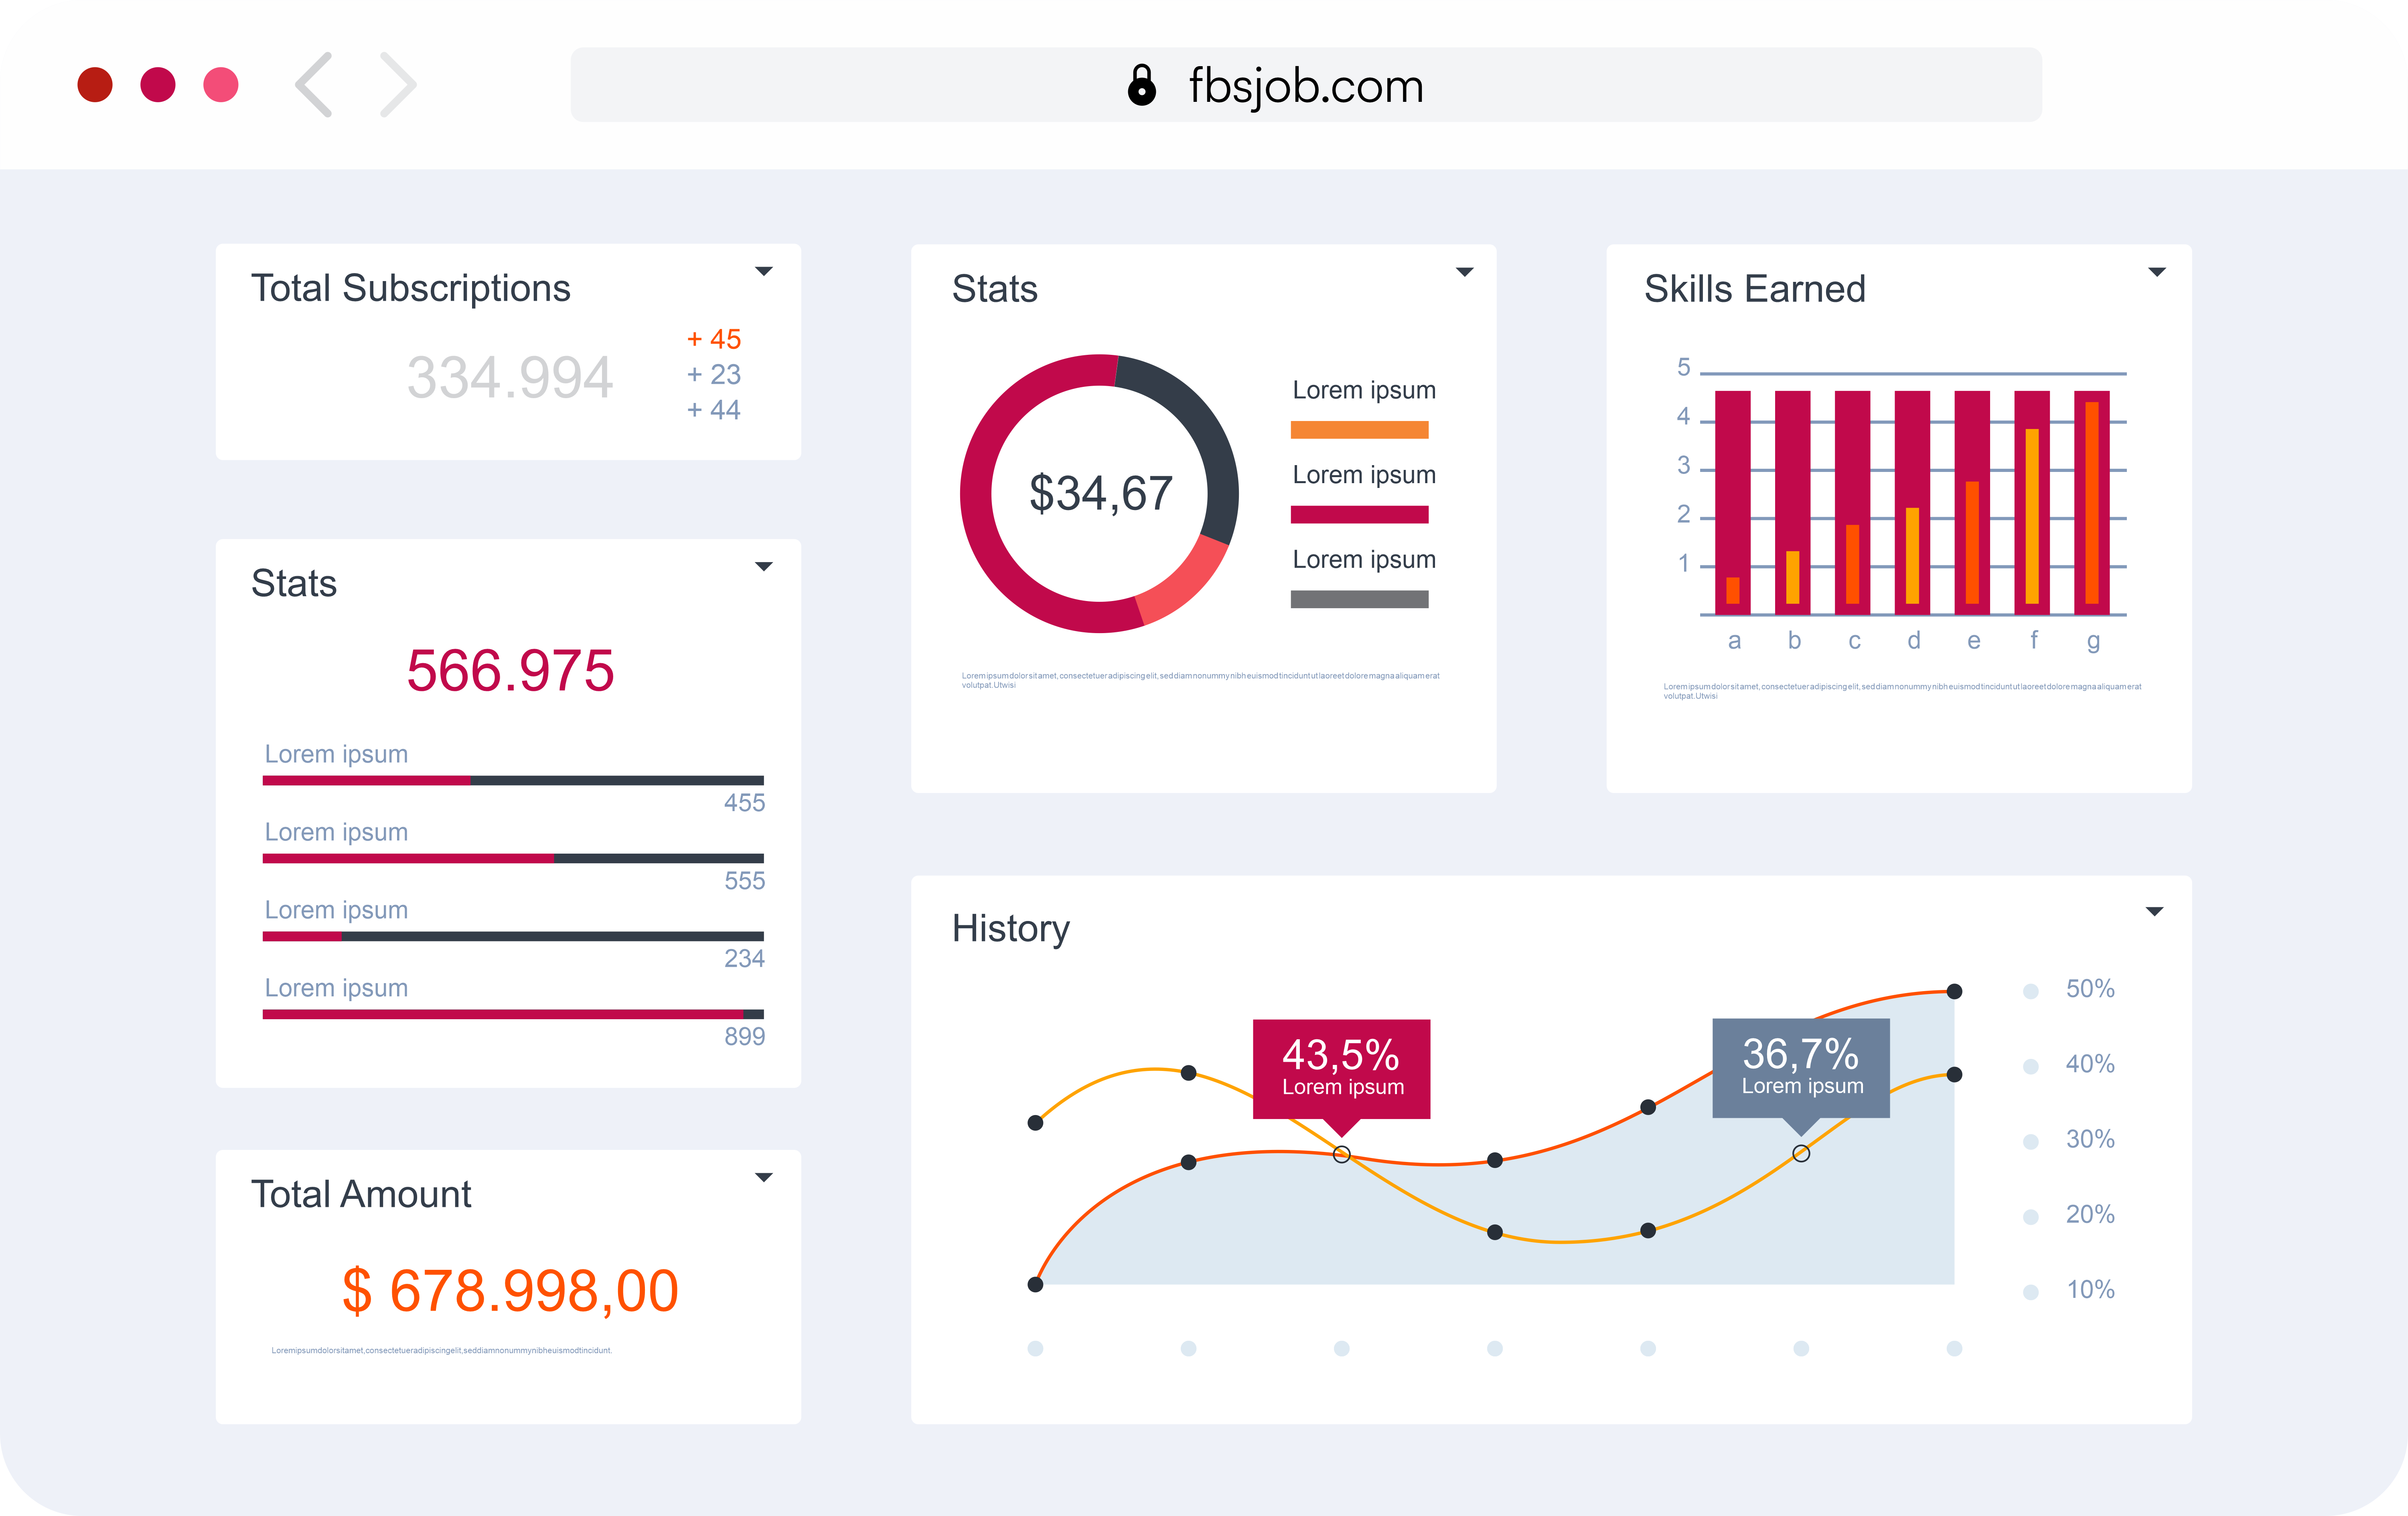 fbsjob.com
Total Subscriptions
334.994
+ 45
+ 23
+ 44
Stats
566.975
Lorem ipsum
455
Lorem ipsum
555
Lorem ipsum
234
Lorem ipsum
899
Total Amount
$ 678.998,00
Loremipsumdolorsitamet,consectetueradipiscingelit,seddiamnonummynibheuismodtincidunt.
Stats
$34,67
Lorem ipsum
Lorem ipsum
Lorem ipsum
Lorem ipsum dolor sit amet, consectetuer adipiscing elit, sed diam nonummy nibh euismod tincidunt ut laoreet dolore magna aliquam erat
volutpat. Ut wisi
Skills Earned
5
4
3
2
1
a b c d e f g
Lorem ipsum dolor sit amet, consectetuer adipiscing elit, sed diam nonummy nibh euismod tincidunt ut laoreet dolore magna aliquam erat
volutpat. Ut wisi
History
43,5%
Lorem ipsum
36,7%
Lorem ipsum
50%
40%
30%
20%
10%